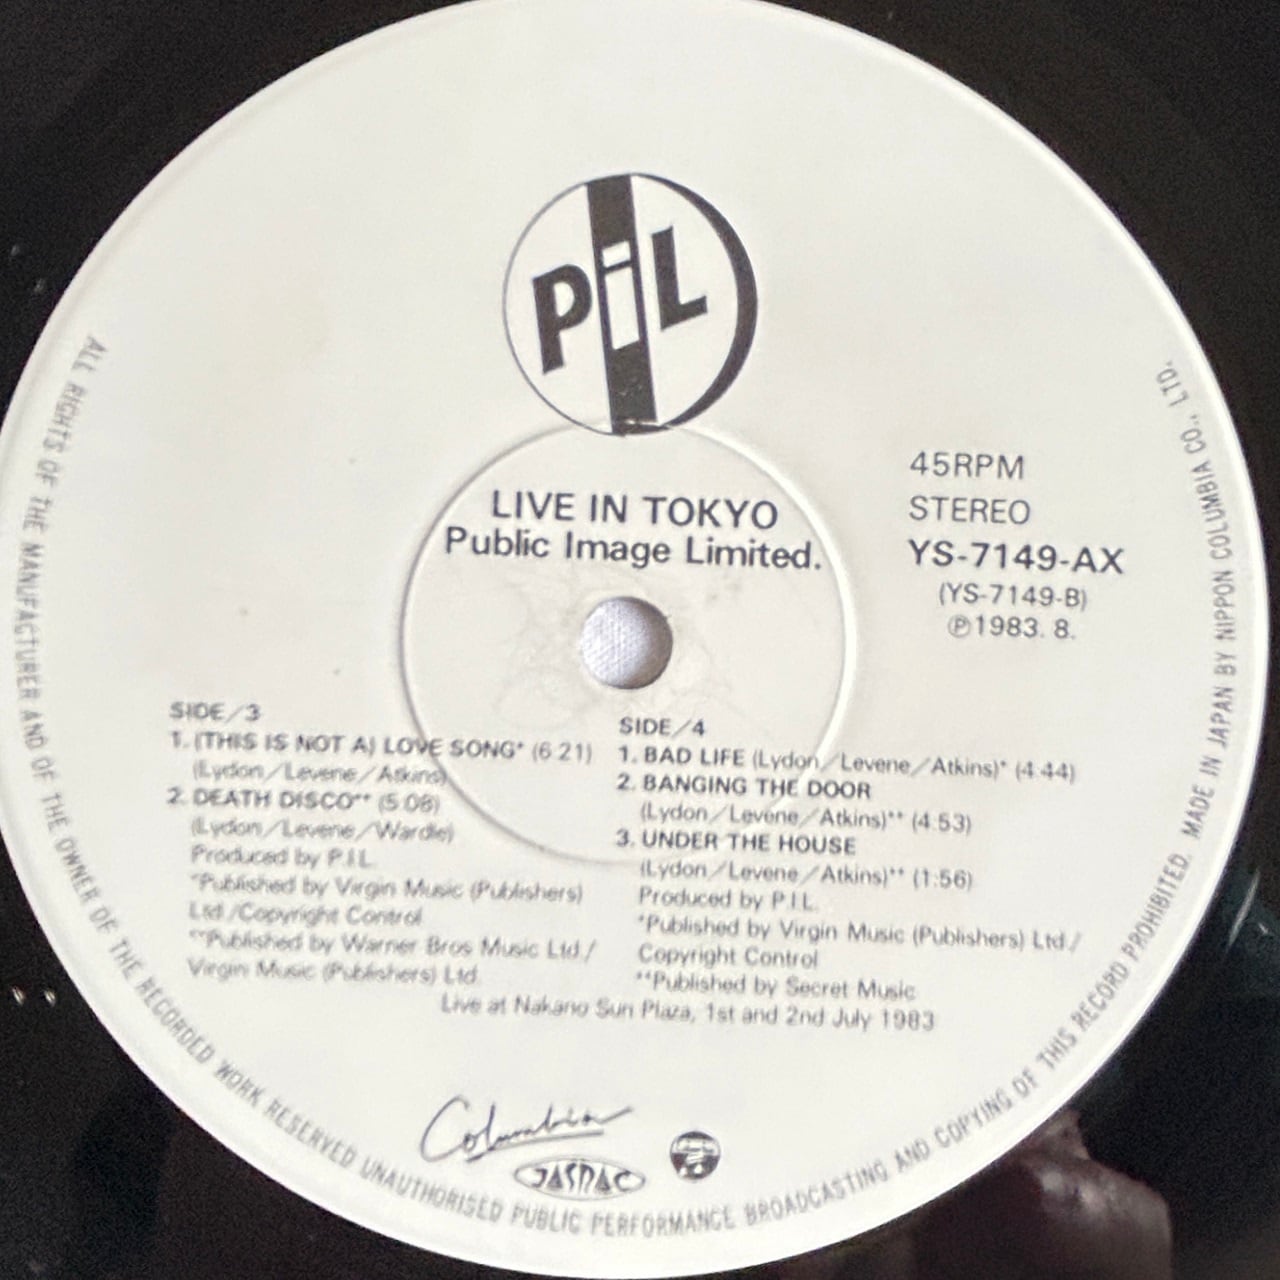 PiL
LIVE IN TOKYO
Public Image Limited.
45RPM
STEREO
YS-7149-AX
(YS-7149-B)
℗1983. 8.
SIDE/3
1. (THIS IS NOT A) LOVE SONG* (6:21)
(Lydon/Levene/Atkins)
2. DEATH DISCO** (5:08)
(Lydon/Levene/Wardle)
Produced by P.I.L.
*Published by Virgin Music (Publishers)
Ltd./Copyright Control
**Published by Warner Bros Music Ltd./
Virgin Music (Publishers) Ltd.
SIDE/4
1. BAD LIFE (Lydon/Levene/Atkins)* (4:44)
2. BANGING THE DOOR
(Lydon/Levene/Atkins)** (4:53)
3. UNDER THE HOUSE
(Lydon/Levene/Atkins)** (1:56)
Produced by P.I.L.
*Published by Virgin Music (Publishers) Ltd./
Copyright Control
**Published by Secret Music
Live at Nakano Sun Plaza, 1st and 2nd July 1983
Columbia
JASRAC
ALL RIGHTS OF THE MANUFACTURER AND OF THE OWNER OF THE RECORDED WORK RESERVED UNAUTHORISED PUBLIC PERFORMANCE BROADCASTING AND COPYING OF THIS RECORD PROHIBITED. MADE IN JAPAN BY NIPPON COLUMBIA CO., LTD.